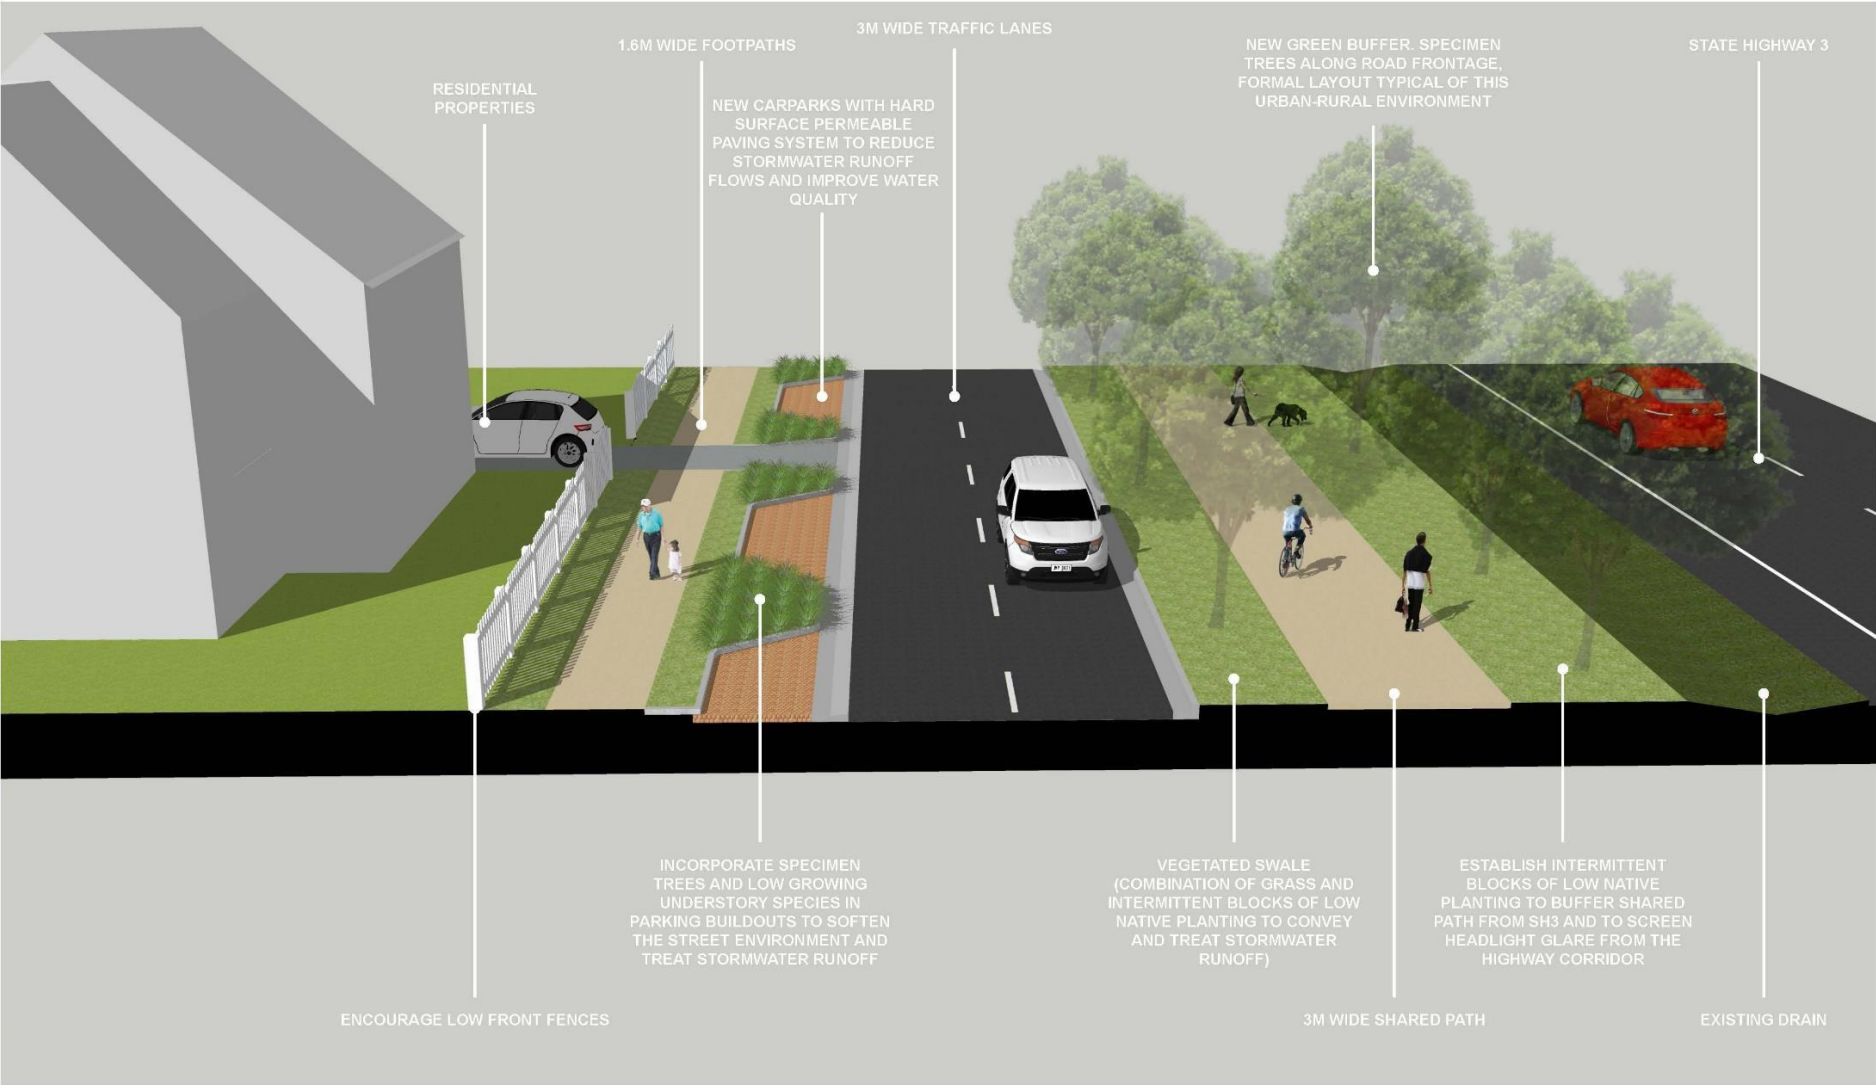 3M WIDE TRAFFIC LANES
1.6M WIDE FOOTPATHS
NEW GREEN BUFFER. SPECIMEN
TREES ALONG ROAD FRONTAGE,
FORMAL LAYOUT TYPICAL OF THIS
URBAN-RURAL ENVIRONMENT
STATE HIGHWAY 3
RESIDENTIAL
PROPERTIES
NEW CARPARKS WITH HARD
SURFACE PERMEABLE
PAVING SYSTEM TO REDUCE
STORMWATER RUNOFF
FLOWS AND IMPROVE WATER
QUALITY
INCORPORATE SPECIMEN
TREES AND LOW GROWING
UNDERSTORY SPECIES IN
PARKING BUILDOUTS TO SOFTEN
THE STREET ENVIRONMENT AND
TREAT STORMWATER RUNOFF
VEGETATED SWALE
(COMBINATION OF GRASS AND
INTERMITTENT BLOCKS OF LOW
NATIVE PLANTING TO CONVEY
AND TREAT STORMWATER
RUNOFF)
ESTABLISH INTERMITTENT
BLOCKS OF LOW NATIVE
PLANTING TO BUFFER SHARED
PATH FROM SH3 AND TO SCREEN
HEADLIGHT GLARE FROM THE
HIGHWAY CORRIDOR
ENCOURAGE LOW FRONT FENCES
3M WIDE SHARED PATH
EXISTING DRAIN